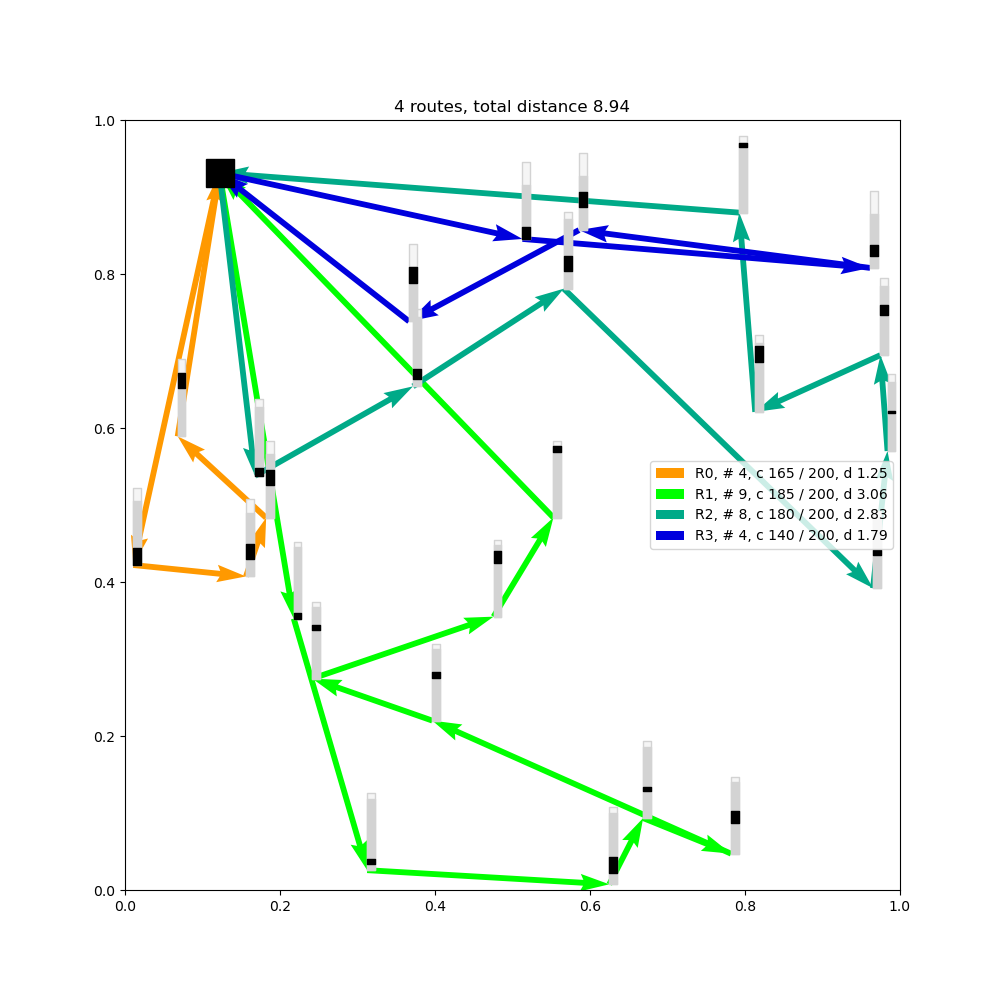 4 routes, total distance 8.94
1.0
0.8
0.6
0.4
0.2
0.0
R0, # 4, c 165 / 200, d 1.25
R1, # 9, c 185 / 200, d 3.06
R2, # 8, c 180 / 200, d 2.83
R3, # 4, c 140 / 200, d 1.79
0.0 0.2 0.4 0.6 0.8 1.0